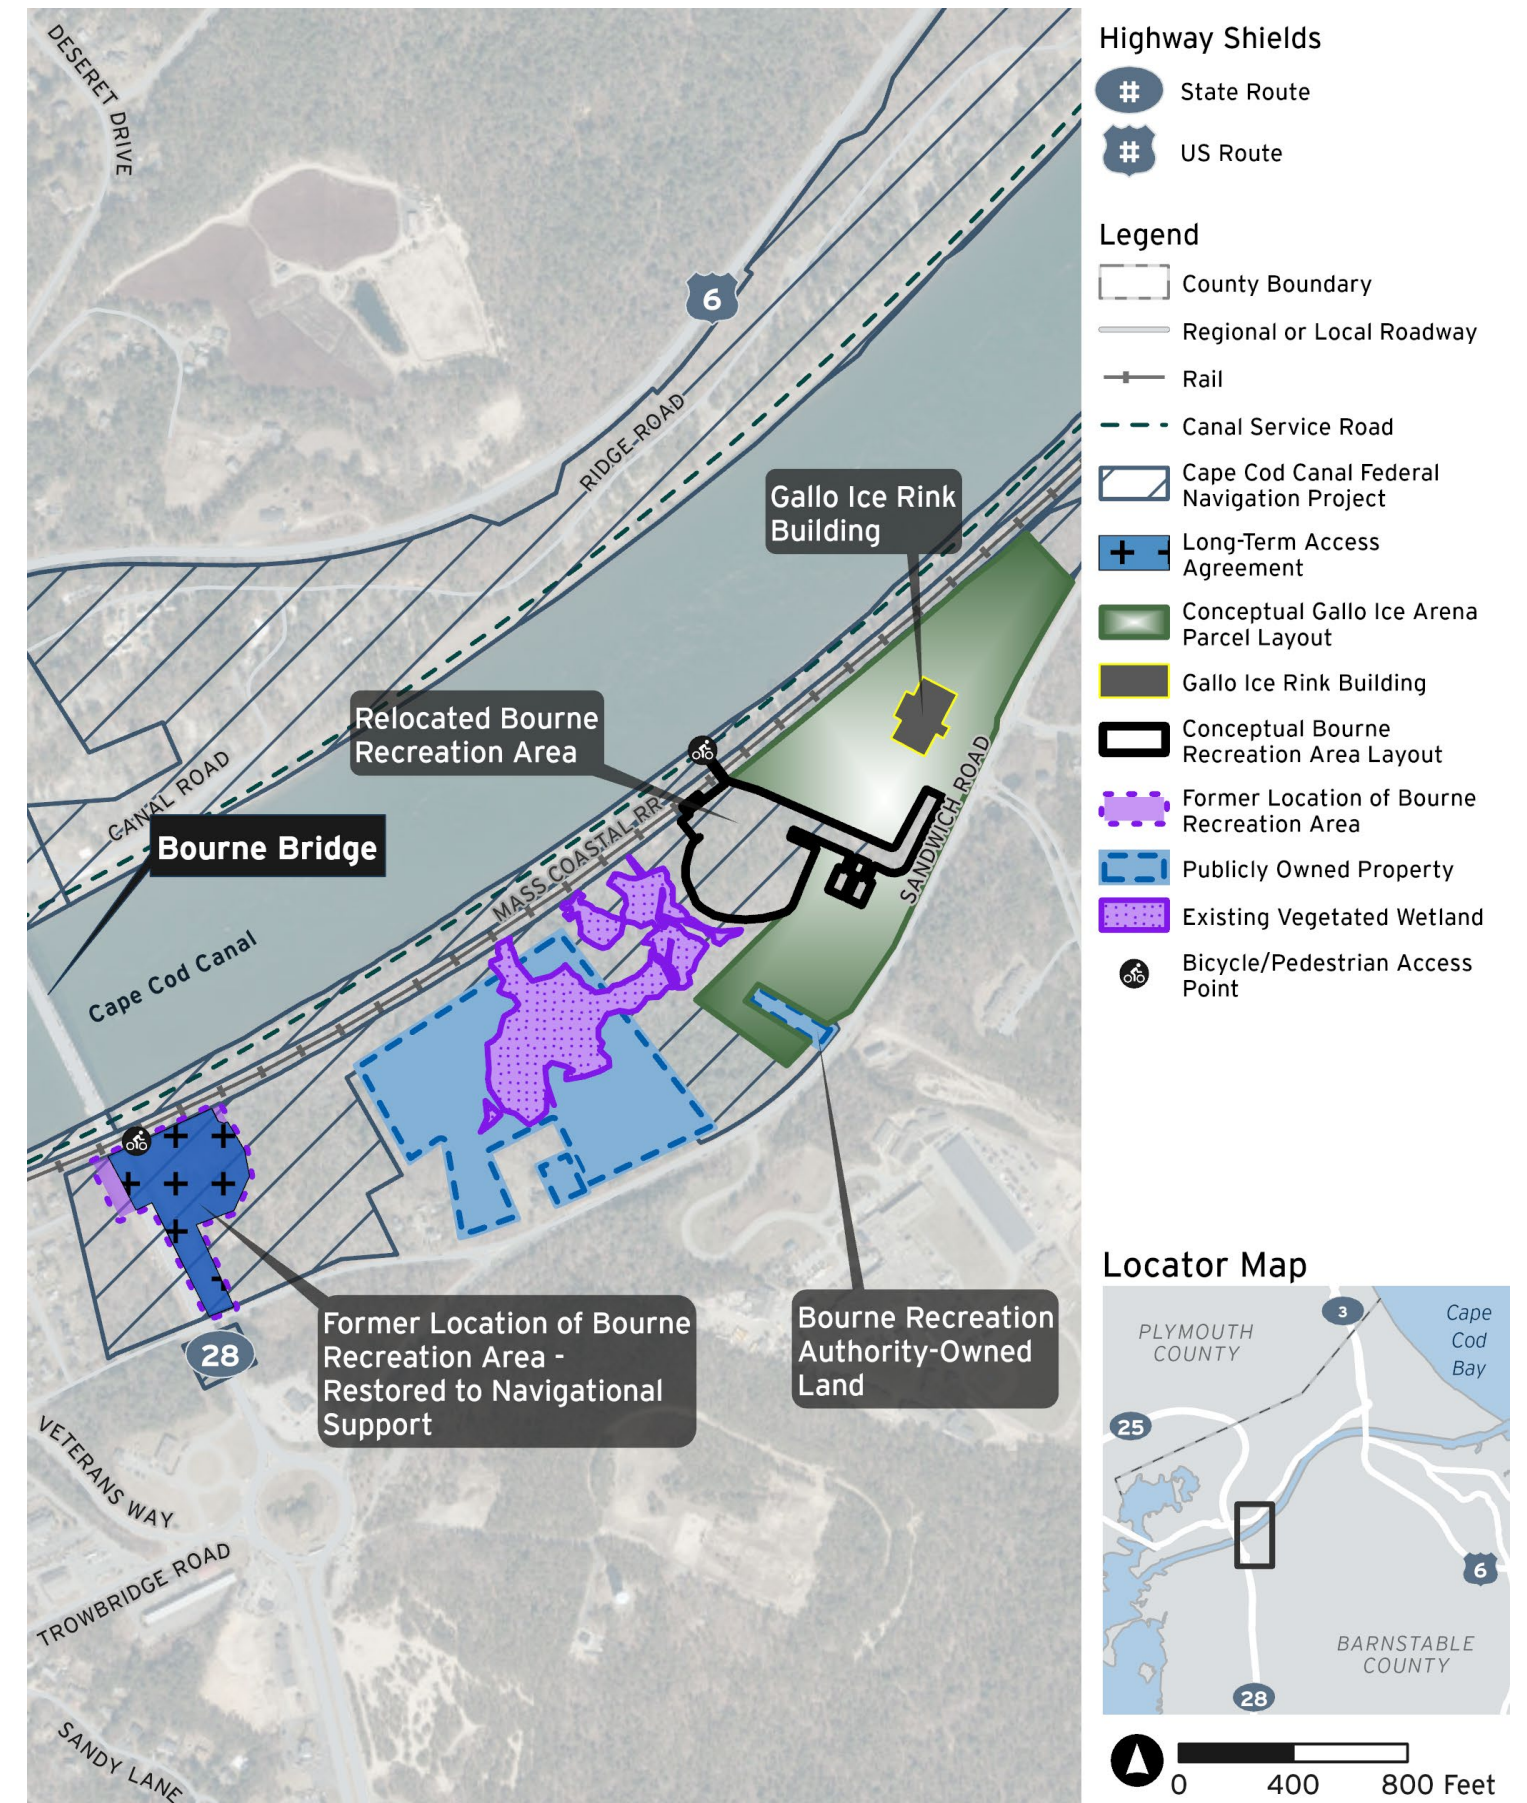 DESERET DRIVE
6
RIDGE ROAD
Gallo Ice Rink
Building
Relocated Bourne
Recreation Area
CANAL ROAD
Bourne Bridge
MASS COASTAL RR
SANDWICH ROAD
Cape Cod Canal
Former Location of Bourne
Recreation Area -
Restored to Navigational
Support
Bourne Recreation
Authority-Owned
Land
28
VETERANS WAY
TROWBRIDGE ROAD
SANDY LANE
Highway Shields
# State Route
# US Route
Legend
County Boundary
Regional or Local Roadway
Rail
Canal Service Road
Cape Cod Canal Federal
Navigation Project
Long-Term Access
Agreement
Conceptual Gallo Ice Arena
Parcel Layout
Gallo Ice Rink Building
Conceptual Bourne
Recreation Area Layout
Former Location of Bourne
Recreation Area
Publicly Owned Property
Existing Vegetated Wetland
Bicycle/Pedestrian Access
Point
Locator Map
3
Cape
Cod
Bay
PLYMOUTH
COUNTY
25
6
BARNSTABLE
COUNTY
28
0 400 800 Feet